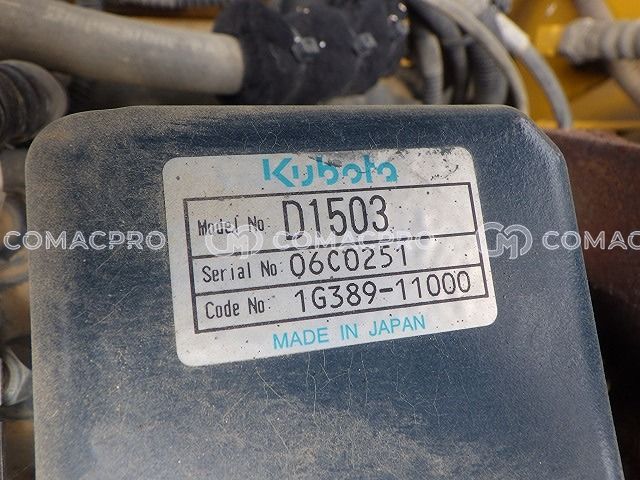 Kubota
Model No. D1503
COMACPRO COMACPRO COMACPRO
Serial No. 06C0251
Code No. 1G389-11000
MADE IN JAPAN